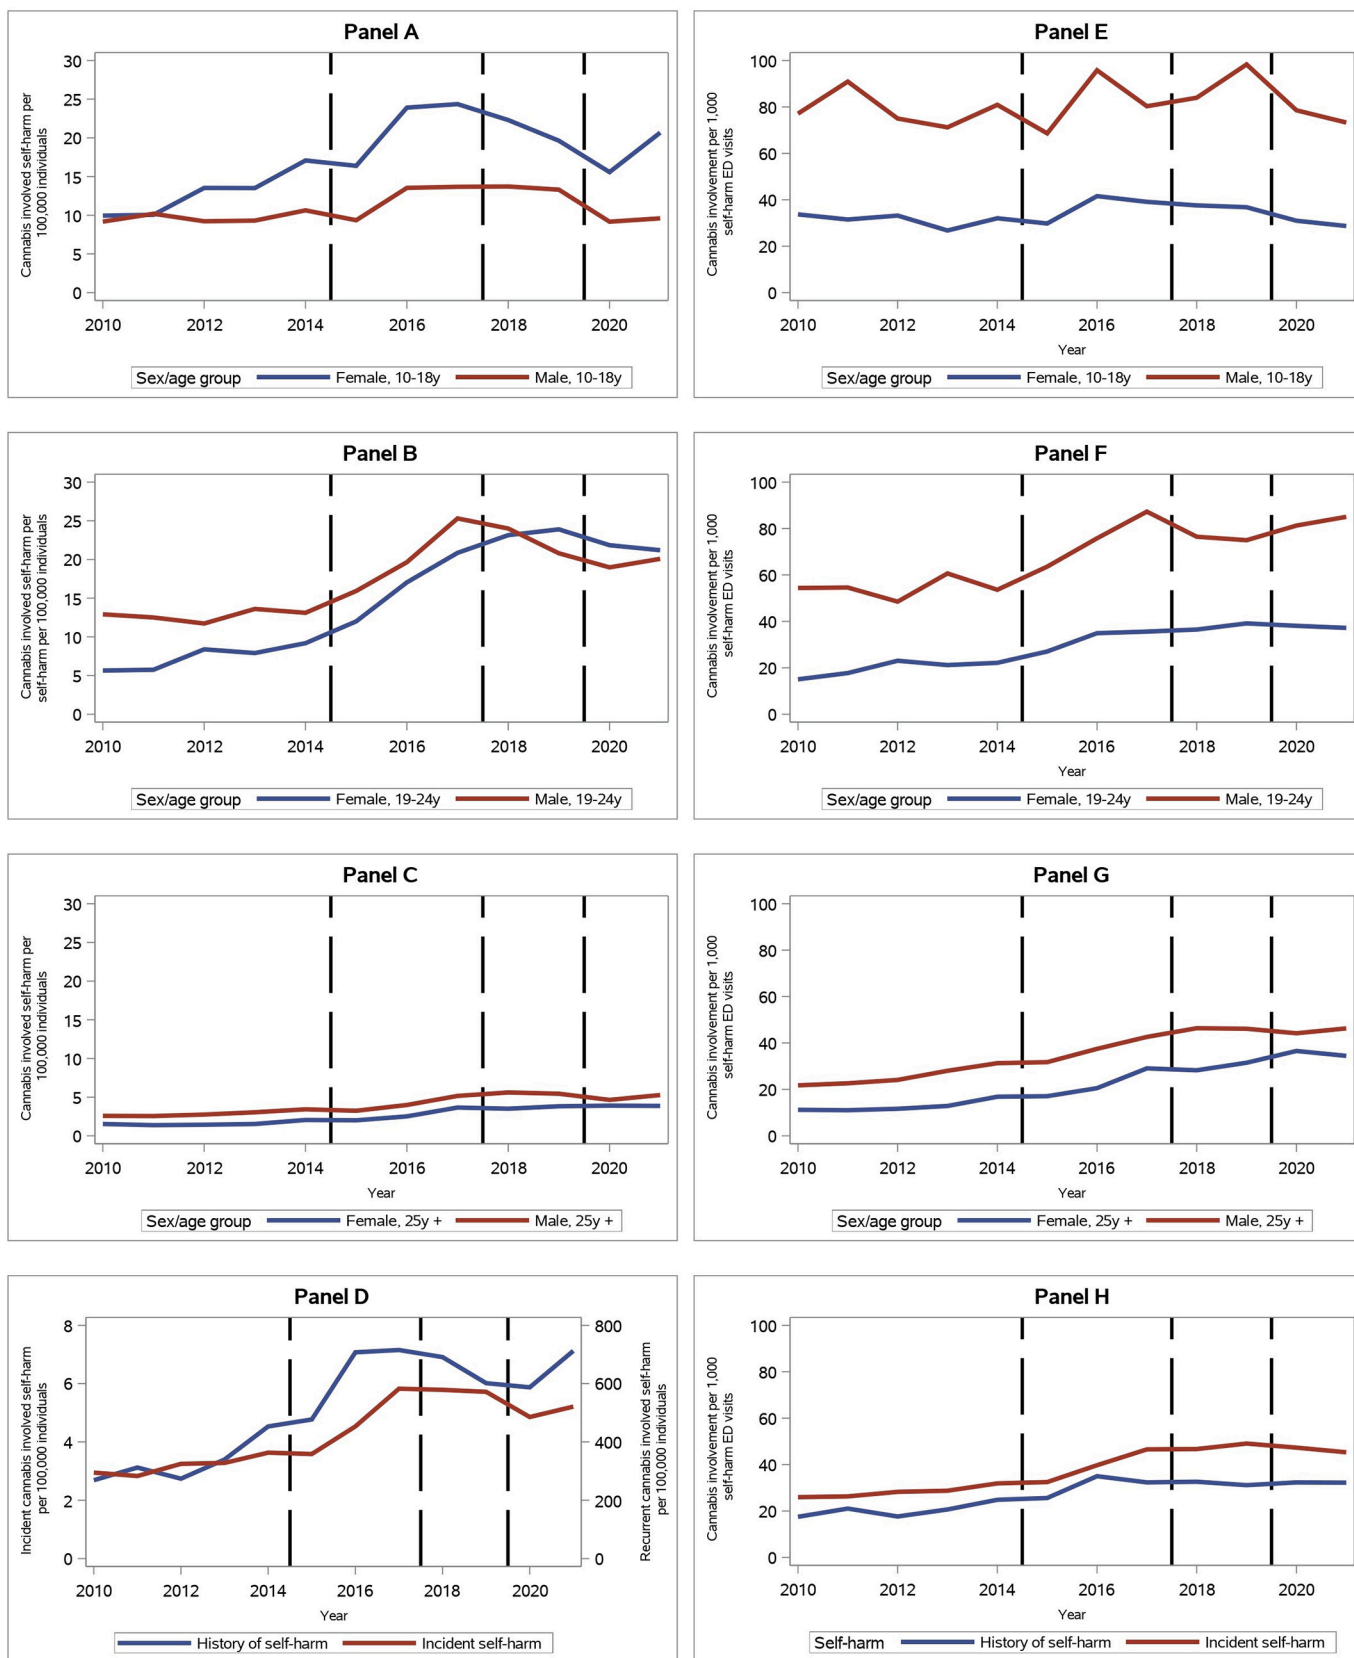 Panel A
Cannabis involved self-harm per
100,000 individuals
30
25
20
15
10
5
0
2010 2012 2014 2016 2018 2020
Sex/age group Female, 10-18y Male, 10-18y
Panel E
Cannabis involvement per 1,000
self-harm ED visits
100
80
60
40
20
0
2010 2012 2014 2016 2018 2020
Year
Sex/age group Female, 10-18y Male, 10-18y
Panel B
Cannabis involved self-harm per
self-harm per 100,000 individuals
30
25
20
15
10
5
0
2010 2012 2014 2016 2018 2020
Sex/age group Female, 19-24y Male, 19-24y
Panel F
Cannabis involvement per 1,000
self-harm ED visits
100
80
60
40
20
0
2010 2012 2014 2016 2018 2020
Year
Sex/age group Female, 19-24y Male, 19-24y
Panel C
Cannabis involved self-harm per
100,000 individuals
30
25
20
15
10
5
0
2010 2012 2014 2016 2018 2020
Year
Sex/age group Female, 25y + Male, 25y +
Panel G
Cannabis involvement per 1,000
self-harm ED visits
100
80
60
40
20
0
2010 2012 2014 2016 2018 2020
Year
Sex/age group Female, 25y + Male, 25y +
Panel D
Incident cannabis involved self-harm
per 100,000 individuals
8
6
4
2
0
800
600
400
200
0
Recurrent cannabis involved self-harm
per 100,000 individuals
2010 2012 2014 2016 2018 2020
Year
History of self-harm Incident self-harm
Panel H
Cannabis involvement per 1,000
self-harm ED visits
100
80
60
40
20
0
2010 2012 2014 2016 2018 2020
Year
Self-harm History of self-harm Incident self-harm